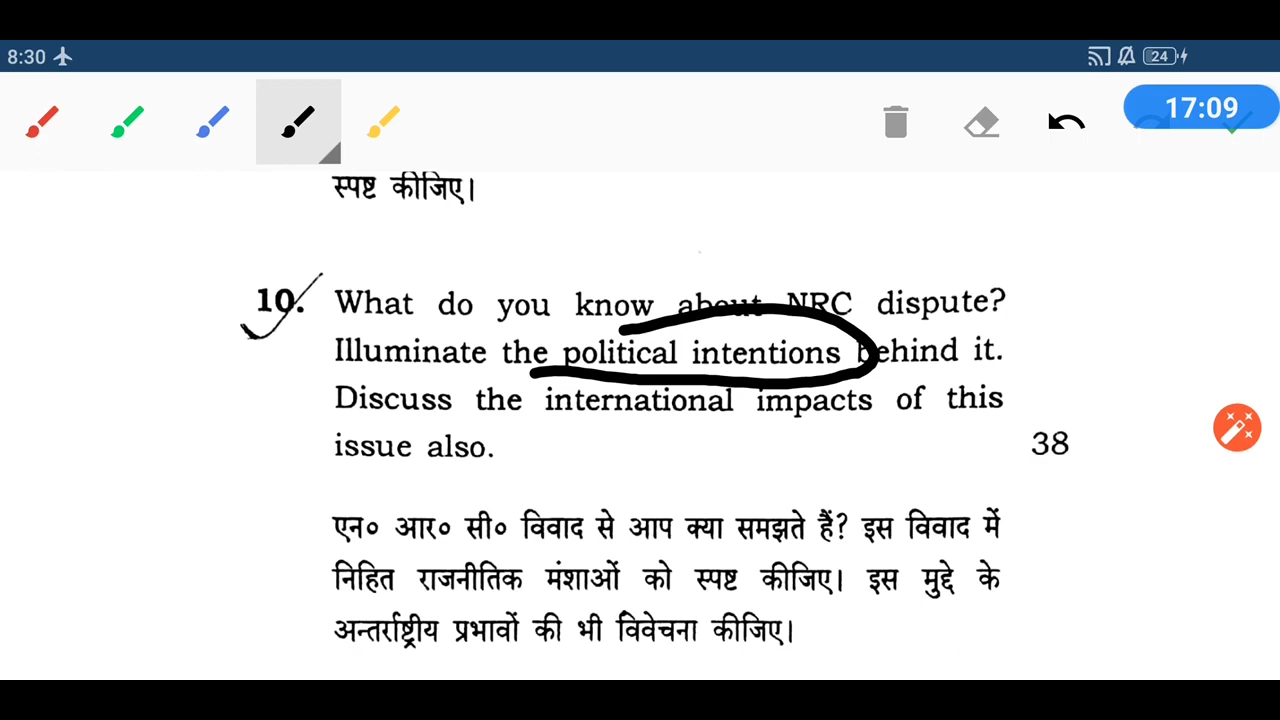 8:30
24
17:09
स्पष्ट कीजिए।
10. What do you know about NRC dispute?
Illuminate the political intentions behind it.
Discuss the international impacts of this
issue also. 38
एन० आर० सी० विवाद से आप क्या समझते हैं? इस विवाद में
निहित राजनीतिक मंशाओं को स्पष्ट कीजिए। इस मुद्दे के
अन्तर्राष्ट्रीय प्रभावों की भी विवेचना कीजिए।